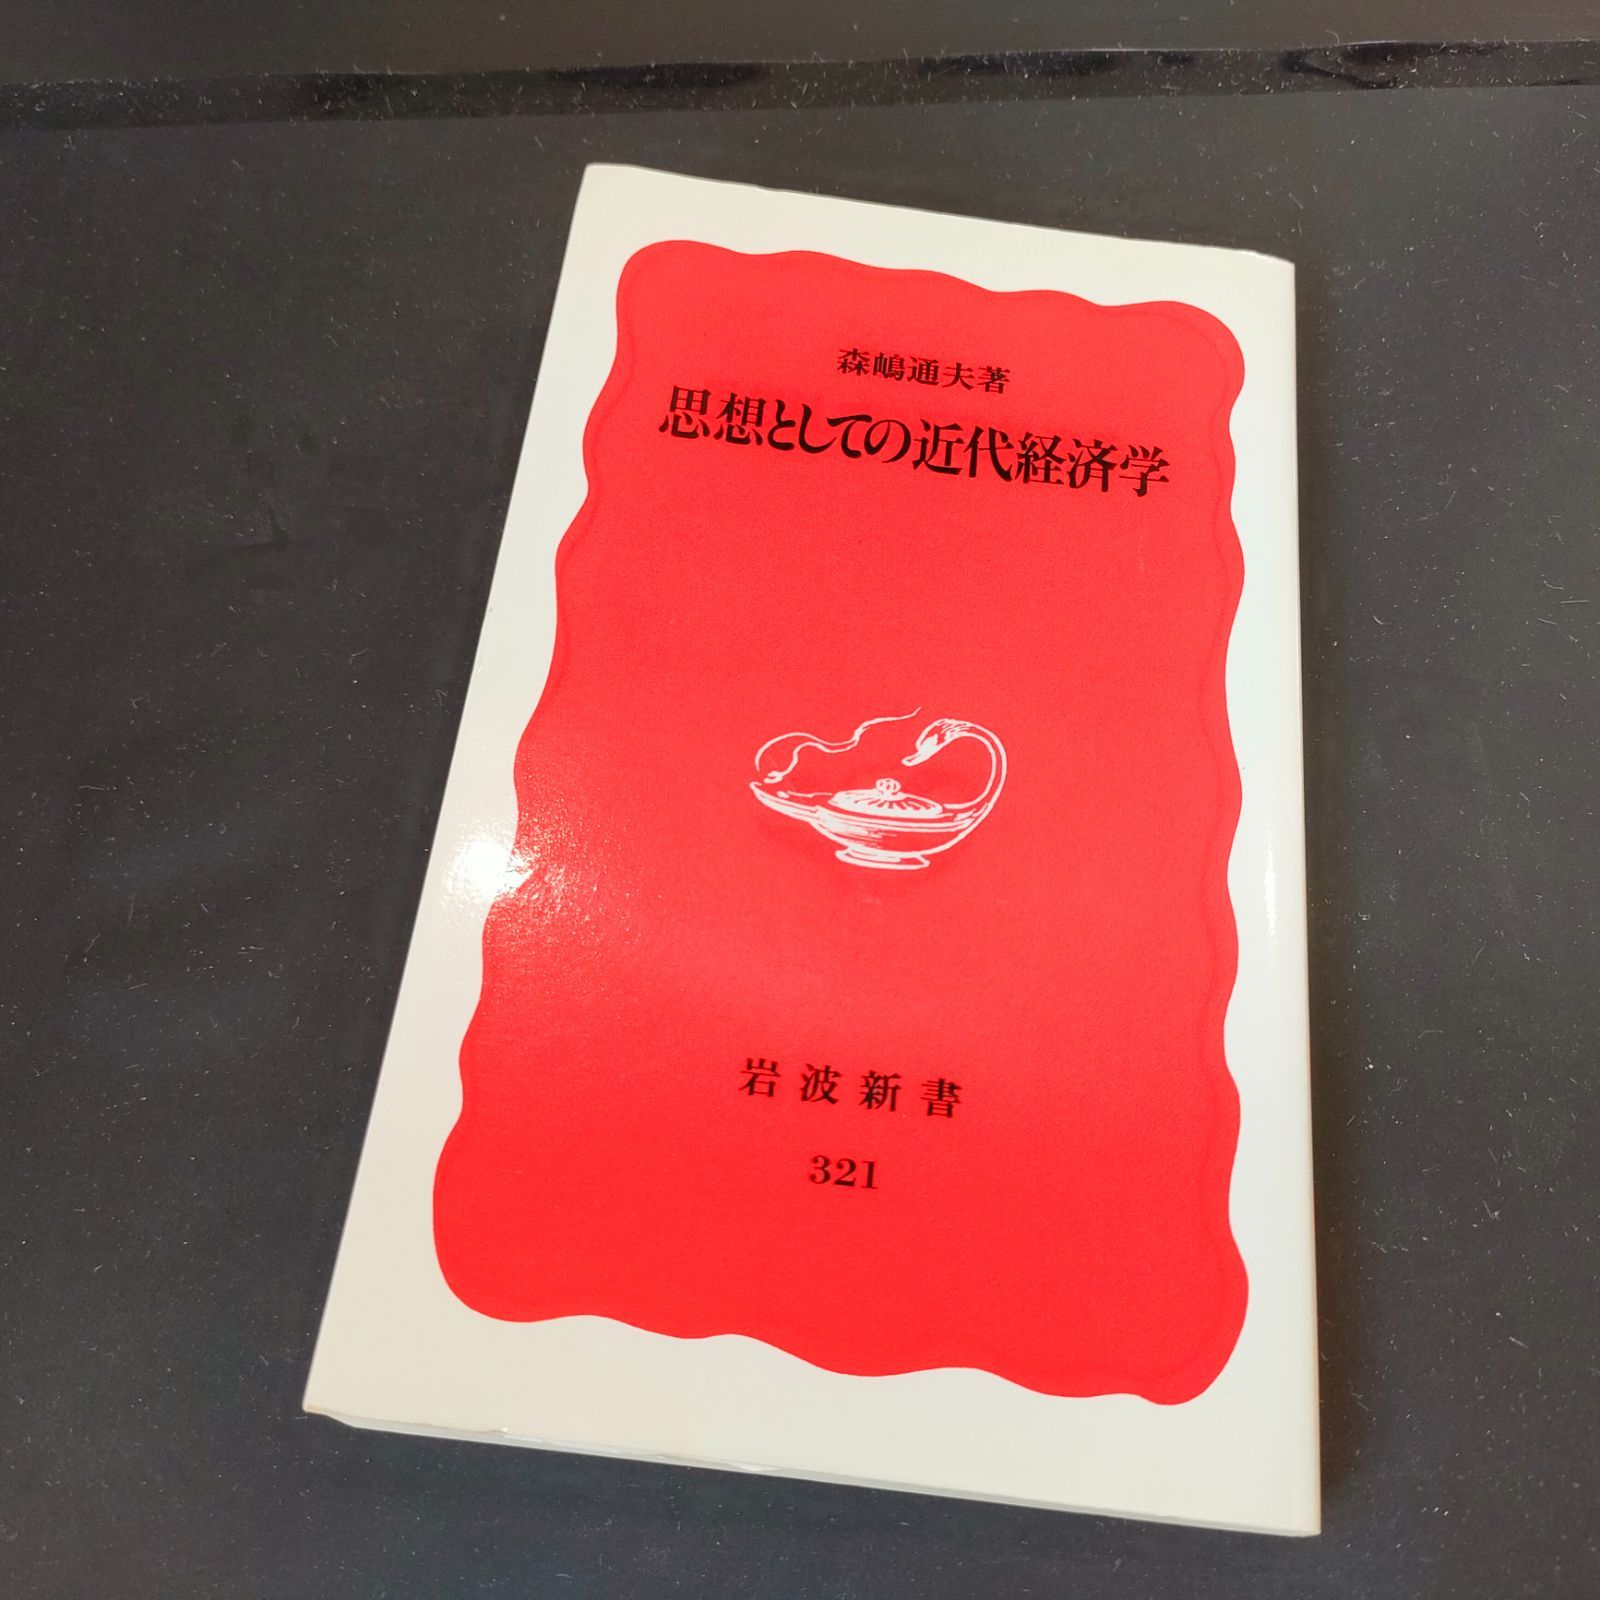 森嶋通夫著
思想としての近代経済学
岩波新書
321